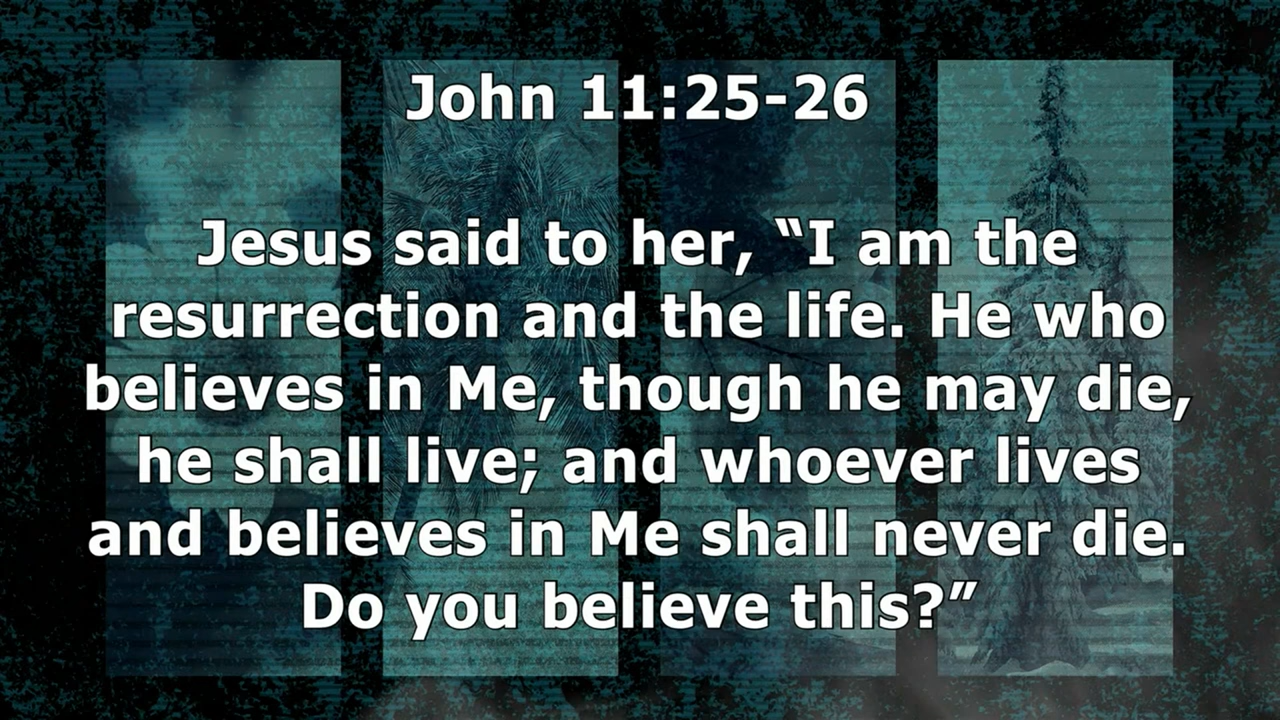 John 11:25-26
Jesus said to her, “I am the
resurrection and the life. He who
believes in Me, though he may die,
he shall live; and whoever lives
and believes in Me shall never die.
Do you believe this?”